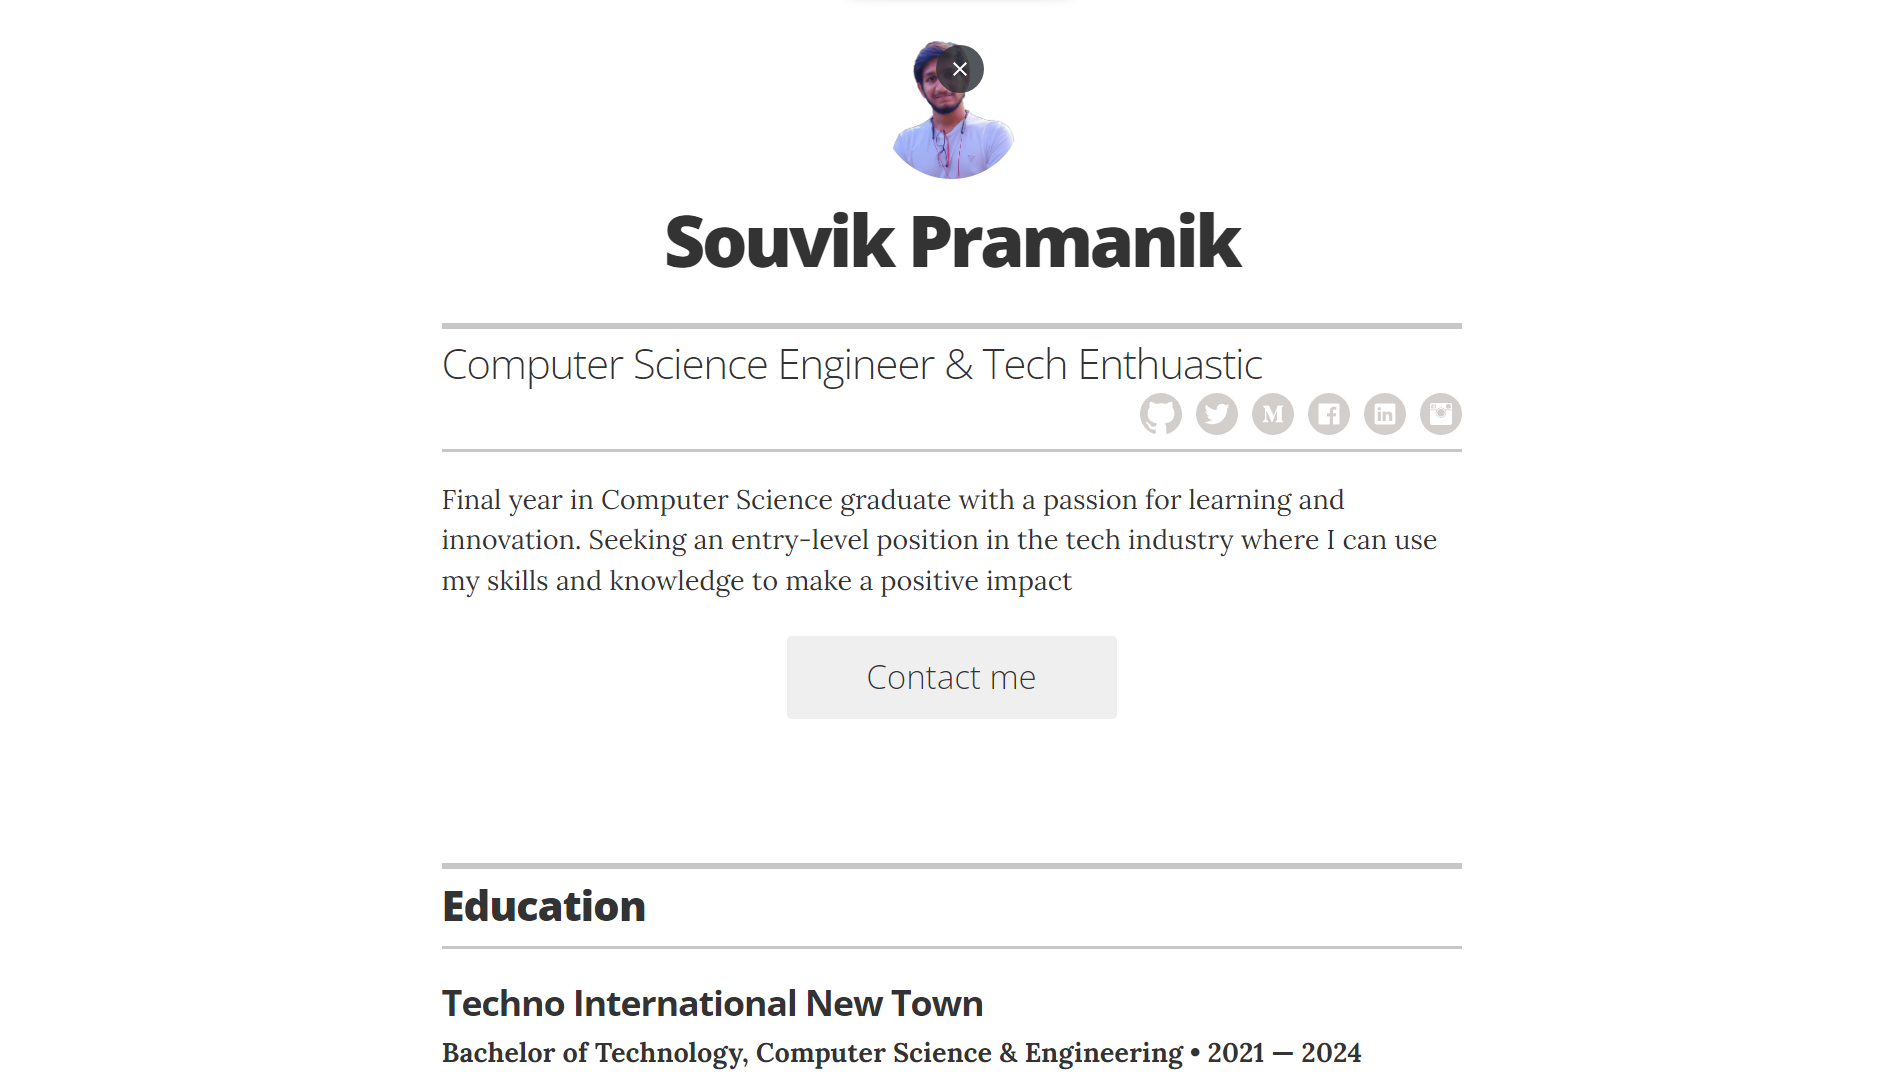 Souvik Pramanik
Computer Science Engineer & Tech Enthuastic
Final year in Computer Science graduate with a passion for learning and
innovation. Seeking an entry-level position in the tech industry where I can use
my skills and knowledge to make a positive impact
Contact me
Education
Techno International New Town
Bachelor of Technology, Computer Science & Engineering • 2021 — 2024